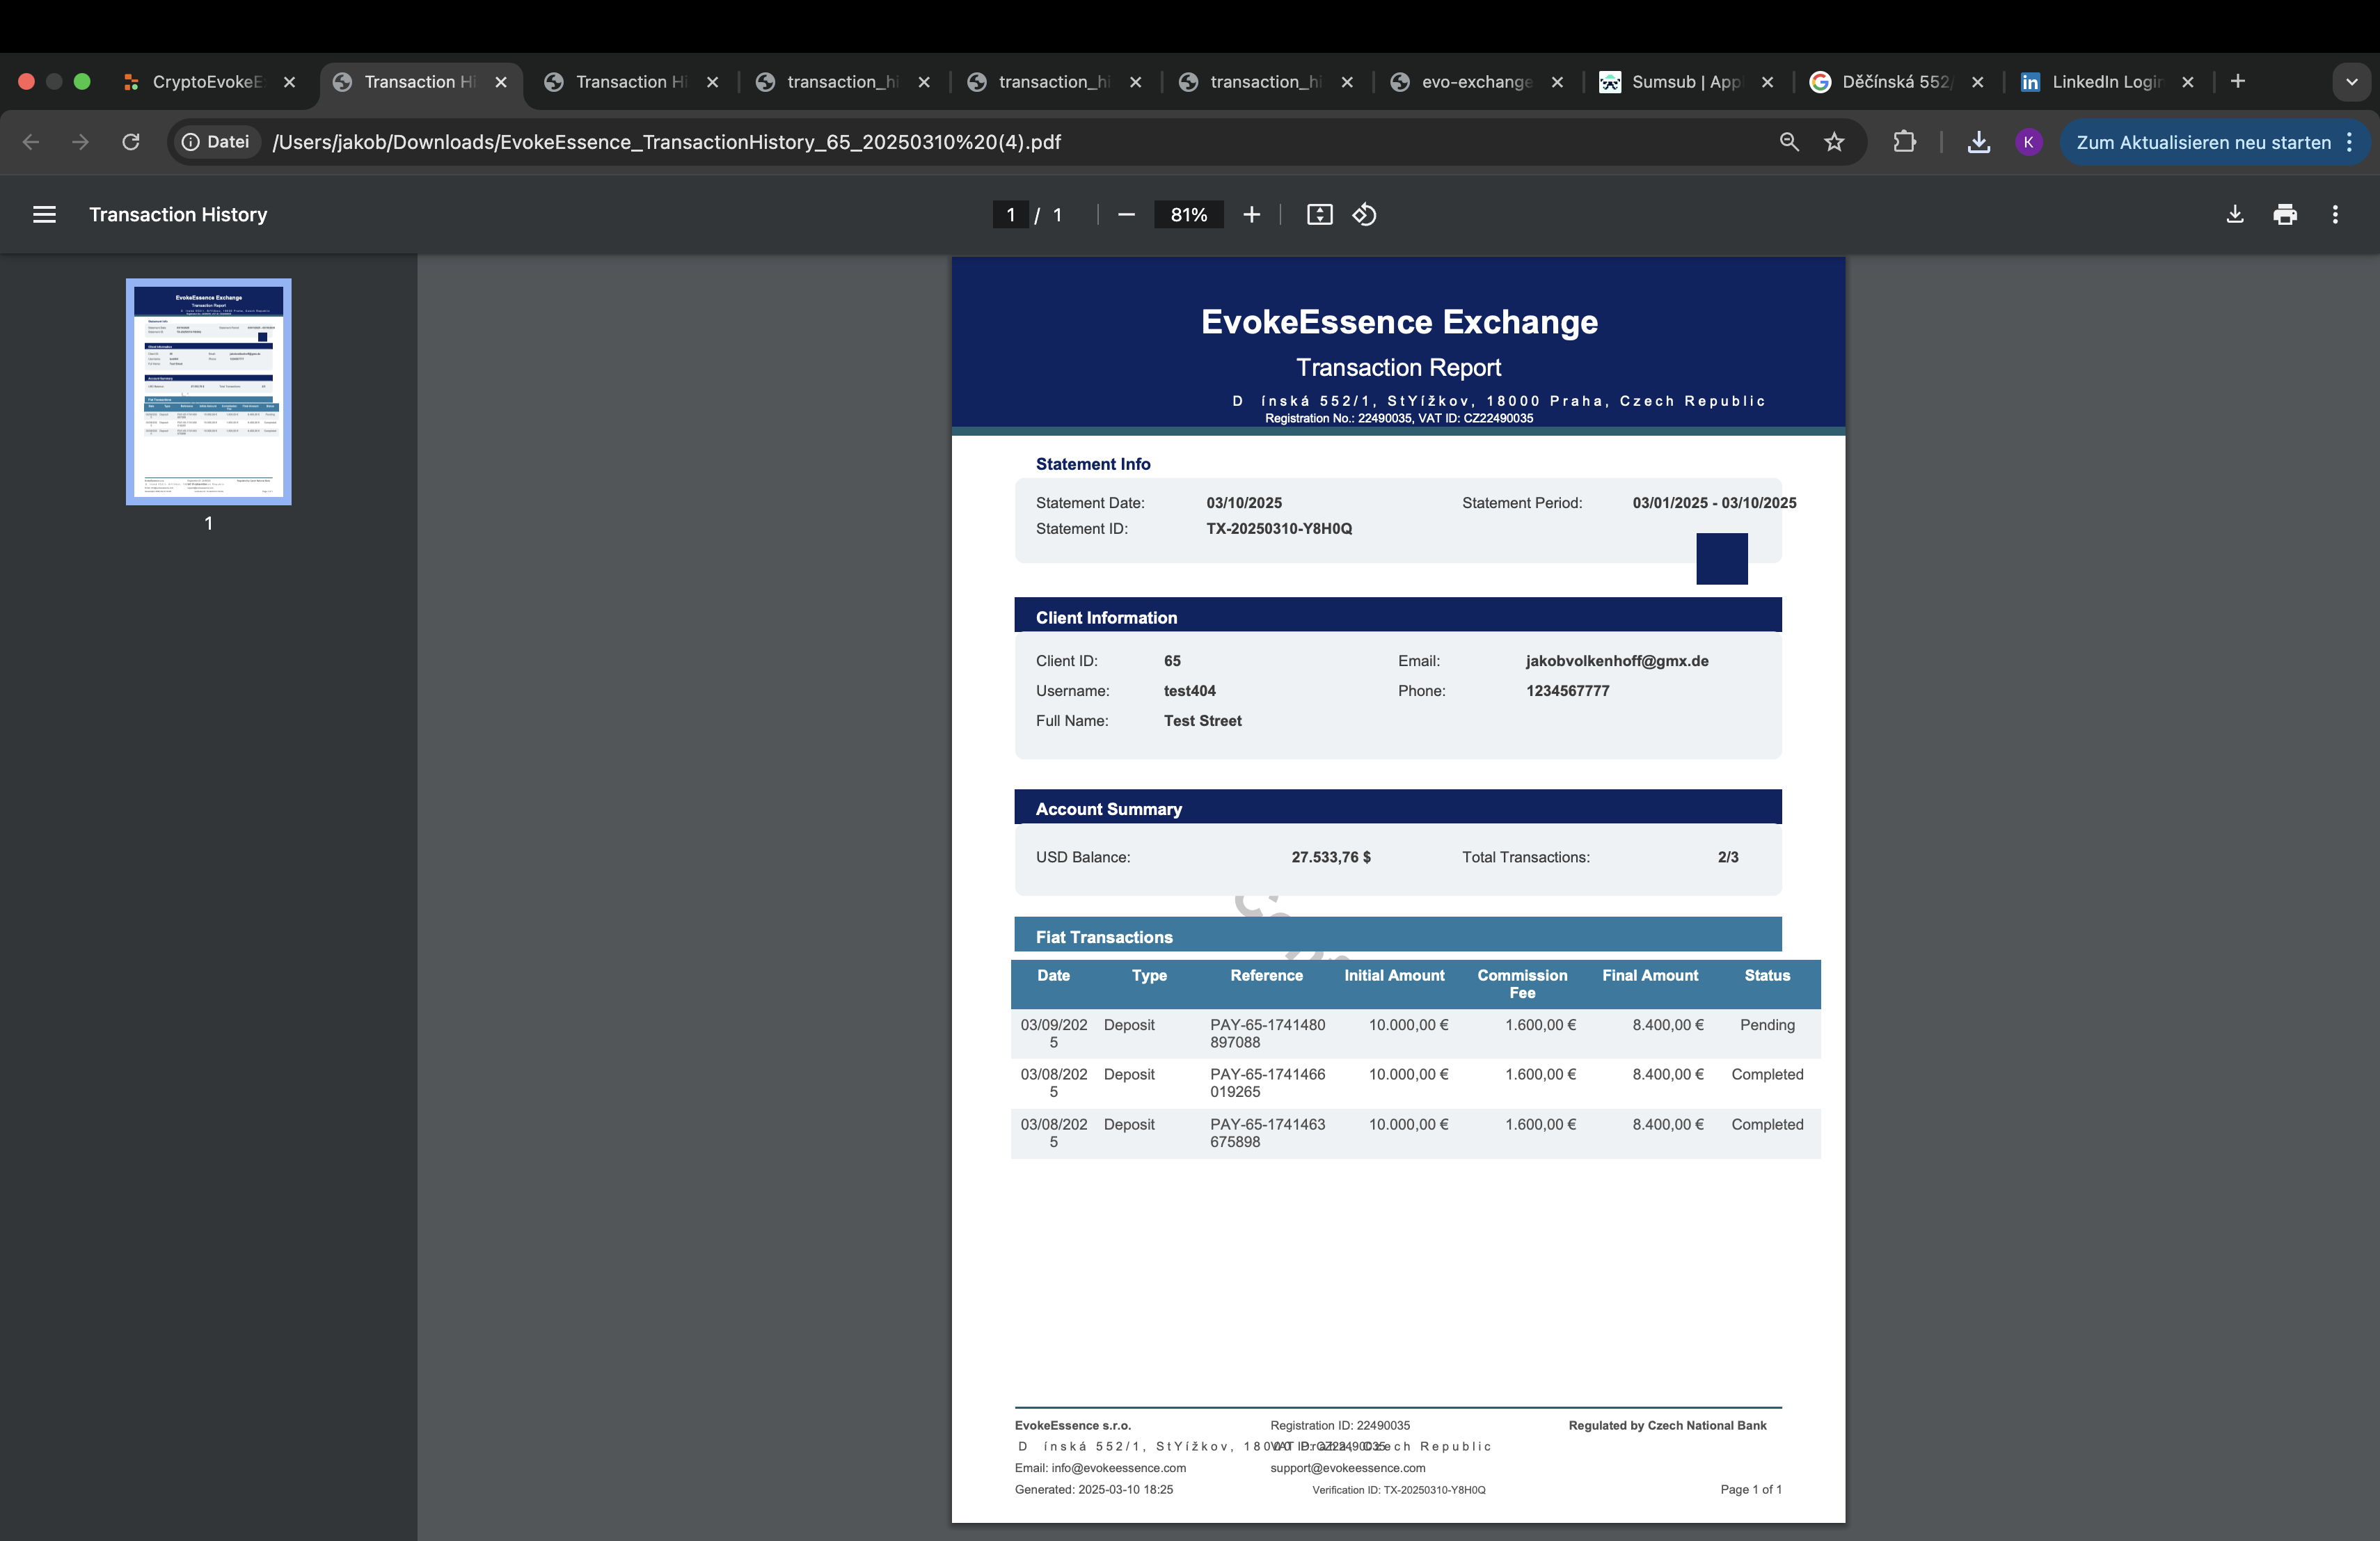 CryptoEvokeE
Transaction Hi
Transaction Hi
transaction_hi
transaction_hi
transaction_hi
evo-exchange
Sumsub | App
Děčínská 552/
LinkedIn Login
Datei
/Users/jakob/Downloads/EvokeEssence_TransactionHistory_65_20250310%20(4).pdf
K
Zum Aktualisieren neu starten
Transaction History
1 / 1
81%
1
EvokeEssence Exchange
Transaction Report
D ínská 552/1, StYížkov, 18000 Praha, Czech Republic
Registration No.: 22490035, VAT ID: CZ22490035
Statement Info
Statement Date: 03/10/2025 Statement Period: 03/01/2025 - 03/10/2025
Statement ID: TX-20250310-Y8H0Q
Client Information
Client ID: 65 Email: jakobvolkenhoff@gmx.de
Username: test404 Phone: 1234567777
Full Name: Test Street
Account Summary
USD Balance: 27.533,76 $ Total Transactions: 2/3
Fiat Transactions
Date Type Reference Initial Amount Commission Fee Final Amount Status
03/09/2025 Deposit PAY-65-1741480897088 10.000,00 € 1.600,00 € 8.400,00 € Pending
03/08/2025 Deposit PAY-65-1741466019265 10.000,00 € 1.600,00 € 8.400,00 € Completed
03/08/2025 Deposit PAY-65-1741463675898 10.000,00 € 1.600,00 € 8.400,00 € Completed
EvokeEssence s.r.o. Registration ID: 22490035 Regulated by Czech National Bank
D ínská 552/1, StYížkov, 18000 Praha, Czech Republic VAT ID: CZ22490035
Email: info@evokeessence.com support@evokeessence.com
Generated: 2025-03-10 18:25 Verification ID: TX-20250310-Y8H0Q Page 1 of 1